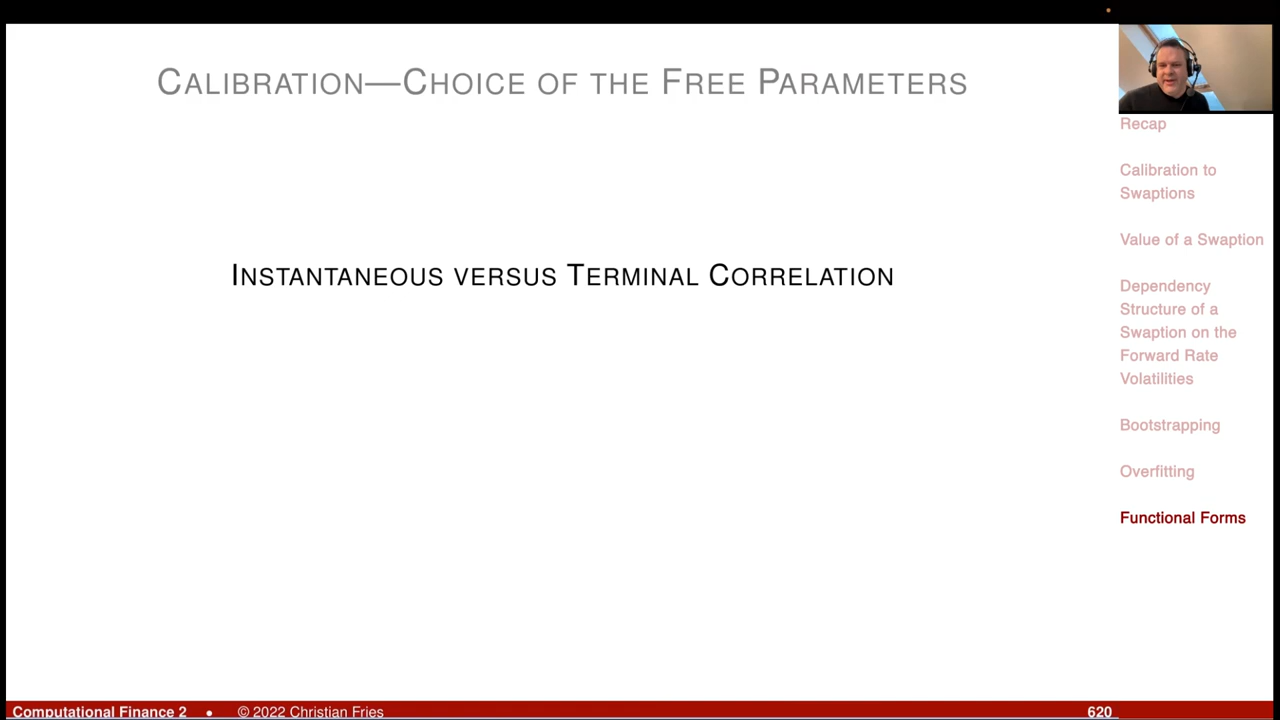 CALIBRATION—CHOICE OF THE FREE PARAMETERS
INSTANTANEOUS VERSUS TERMINAL CORRELATION
Recap
Calibration to
Swaptions
Value of a Swaption
Dependency
Structure of a
Swaption on the
Forward Rate
Volatilities
Bootstrapping
Overfitting
Functional Forms
Computational Finance 2 • © 2022 Christian Fries 620